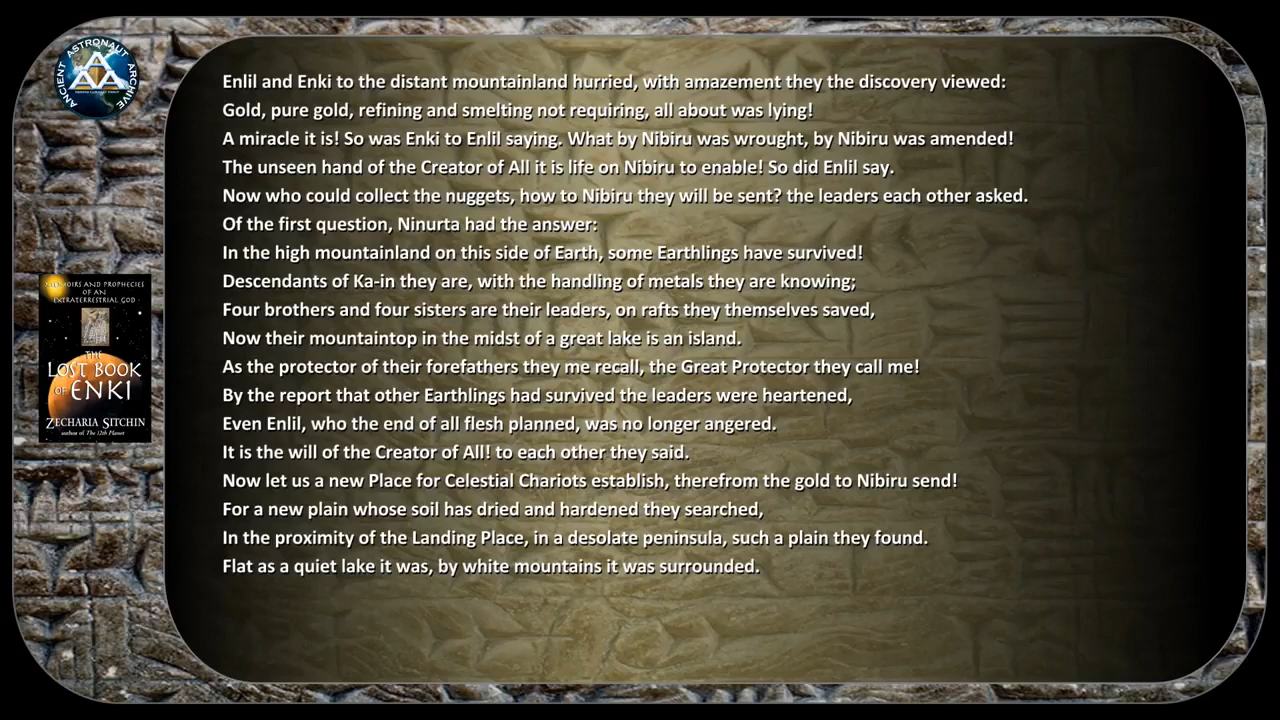 ANCIENT ASTRONAUT ARCHIVE
Enlil and Enki to the distant mountainland hurried, with amazement they the discovery viewed:
Gold, pure gold, refining and smelting not requiring, all about was lying!
A miracle it is! So was Enki to Enlil saying. What by Nibiru was wrought, by Nibiru was amended!
The unseen hand of the Creator of All it is life on Nibiru to enable! So did Enlil say.
Now who could collect the nuggets, how to Nibiru they will be sent? the leaders each other asked.
Of the first question, Ninurta had the answer:
In the high mountainland on this side of Earth, some Earthlings have survived!
Descendants of Ka-in they are, with the handling of metals they are knowing;
Four brothers and four sisters are their leaders, on rafts they themselves saved,
Now their mountaintop in the midst of a great lake is an island.
As the protector of their forefathers they me recall, the Great Protector they call me!
By the report that other Earthlings had survived the leaders were heartened,
Even Enlil, who the end of all flesh planned, was no longer angered.
It is the will of the Creator of All! to each other they said.
Now let us a new Place for Celestial Chariots establish, therefrom the gold to Nibiru send!
For a new plain whose soil has dried and hardened they searched,
In the proximity of the Landing Place, in a desolate peninsula, such a plain they found.
Flat as a quiet lake it was, by white mountains it was surrounded.
MEMOIRS AND PROPHECIES
OF AN
EXTRATERRESTRIAL GOD
THE
LOST BOOK
OF ENKI
ZECHARIA SITCHIN
author of The 12th Planet